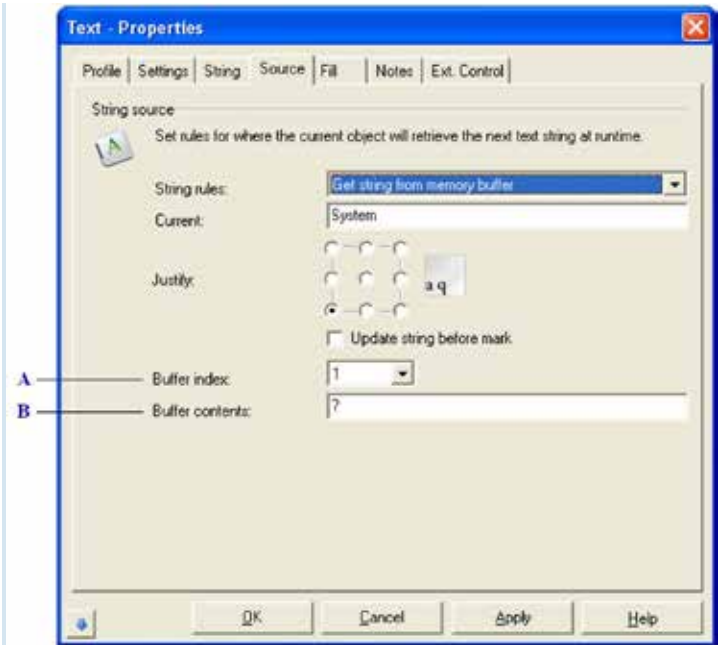 Text - Properties
Profile Settings String Source Fill Notes Ext. Control
String source
A
Set rules for where the current object will retrieve the next text string at runtime.
String rules: Get string from memory buffer
Current: System
Justify: a q
Update string before mark
A Buffer index: 1
B Buffer contents: ?
OK Cancel Apply Help